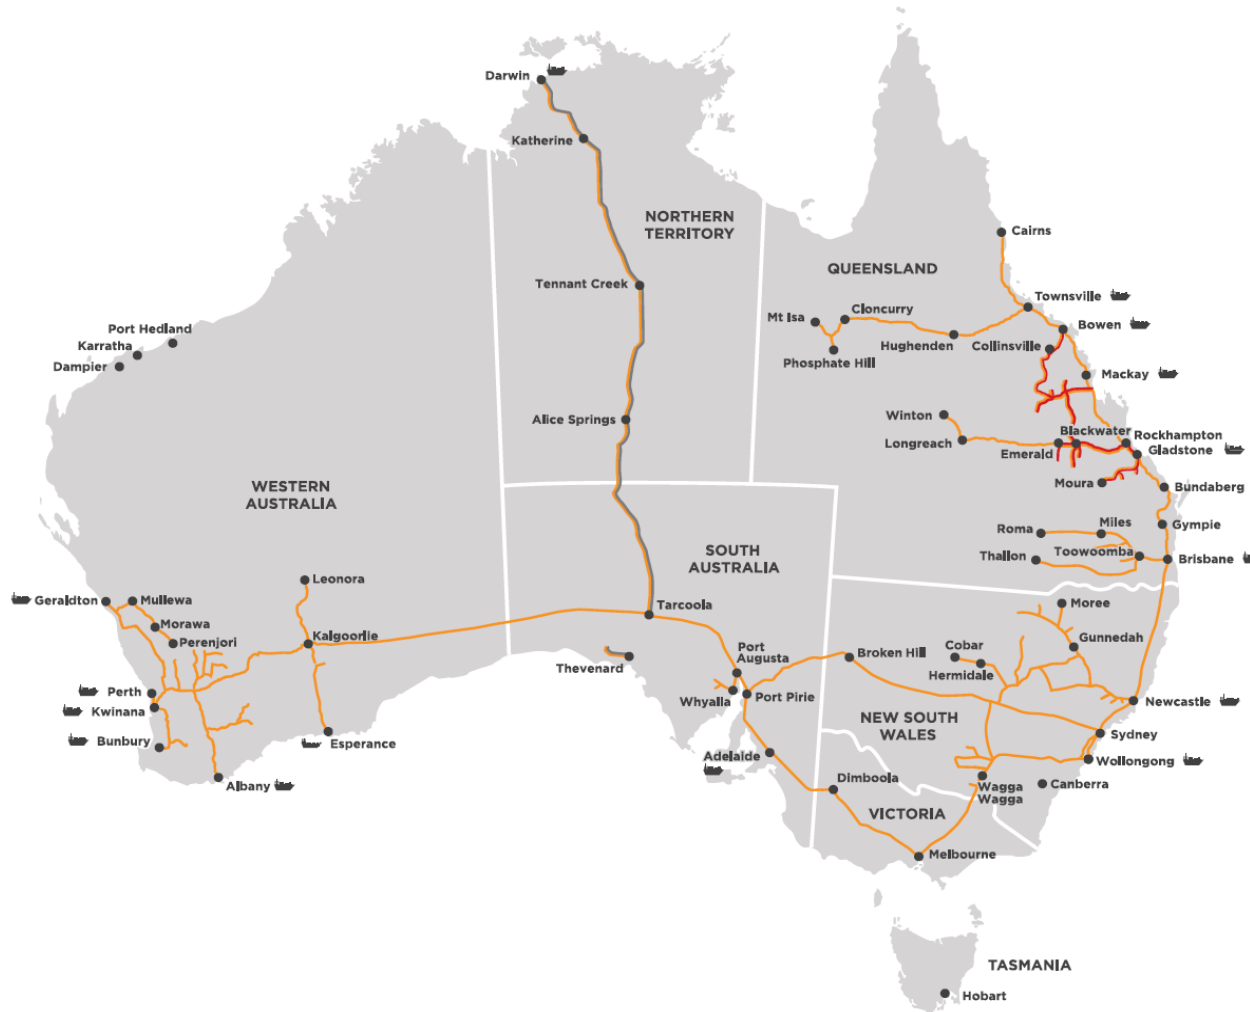 Darwin
Katherine
NORTHERN
TERRITORY
Cairns
QUEENSLAND
Tennant Creek
Townsville
Mt Isa
Cloncurry
Bowen
Port Hedland
Karratha
Dampier
Hughenden
Collinsville
Phosphate Hill
Mackay
Winton
Alice Springs
Longreach
Blackwater
Rockhampton
Emerald
Gladstone
WESTERN
AUSTRALIA
Moura
Bundaberg
Roma
Miles
Gympie
SOUTH
AUSTRALIA
Thallon
Toowoomba
Brisbane
Leonora
Geraldton
Mullewa
Tarcoola
Moree
Morawa
Perenjori
Kalgoorlie
Gunnedah
Cobar
Hermidale
Broken Hill
Port
Augusta
Thevenard
Perth
Whyalla
Port Pirie
Newcastle
Kwinana
NEW SOUTH
WALES
Sydney
Bunbury
Esperance
Adelaide
Wollongong
Dimboola
Albany
Wagga
Wagga
Canberra
VICTORIA
Melbourne
TASMANIA
Hobart